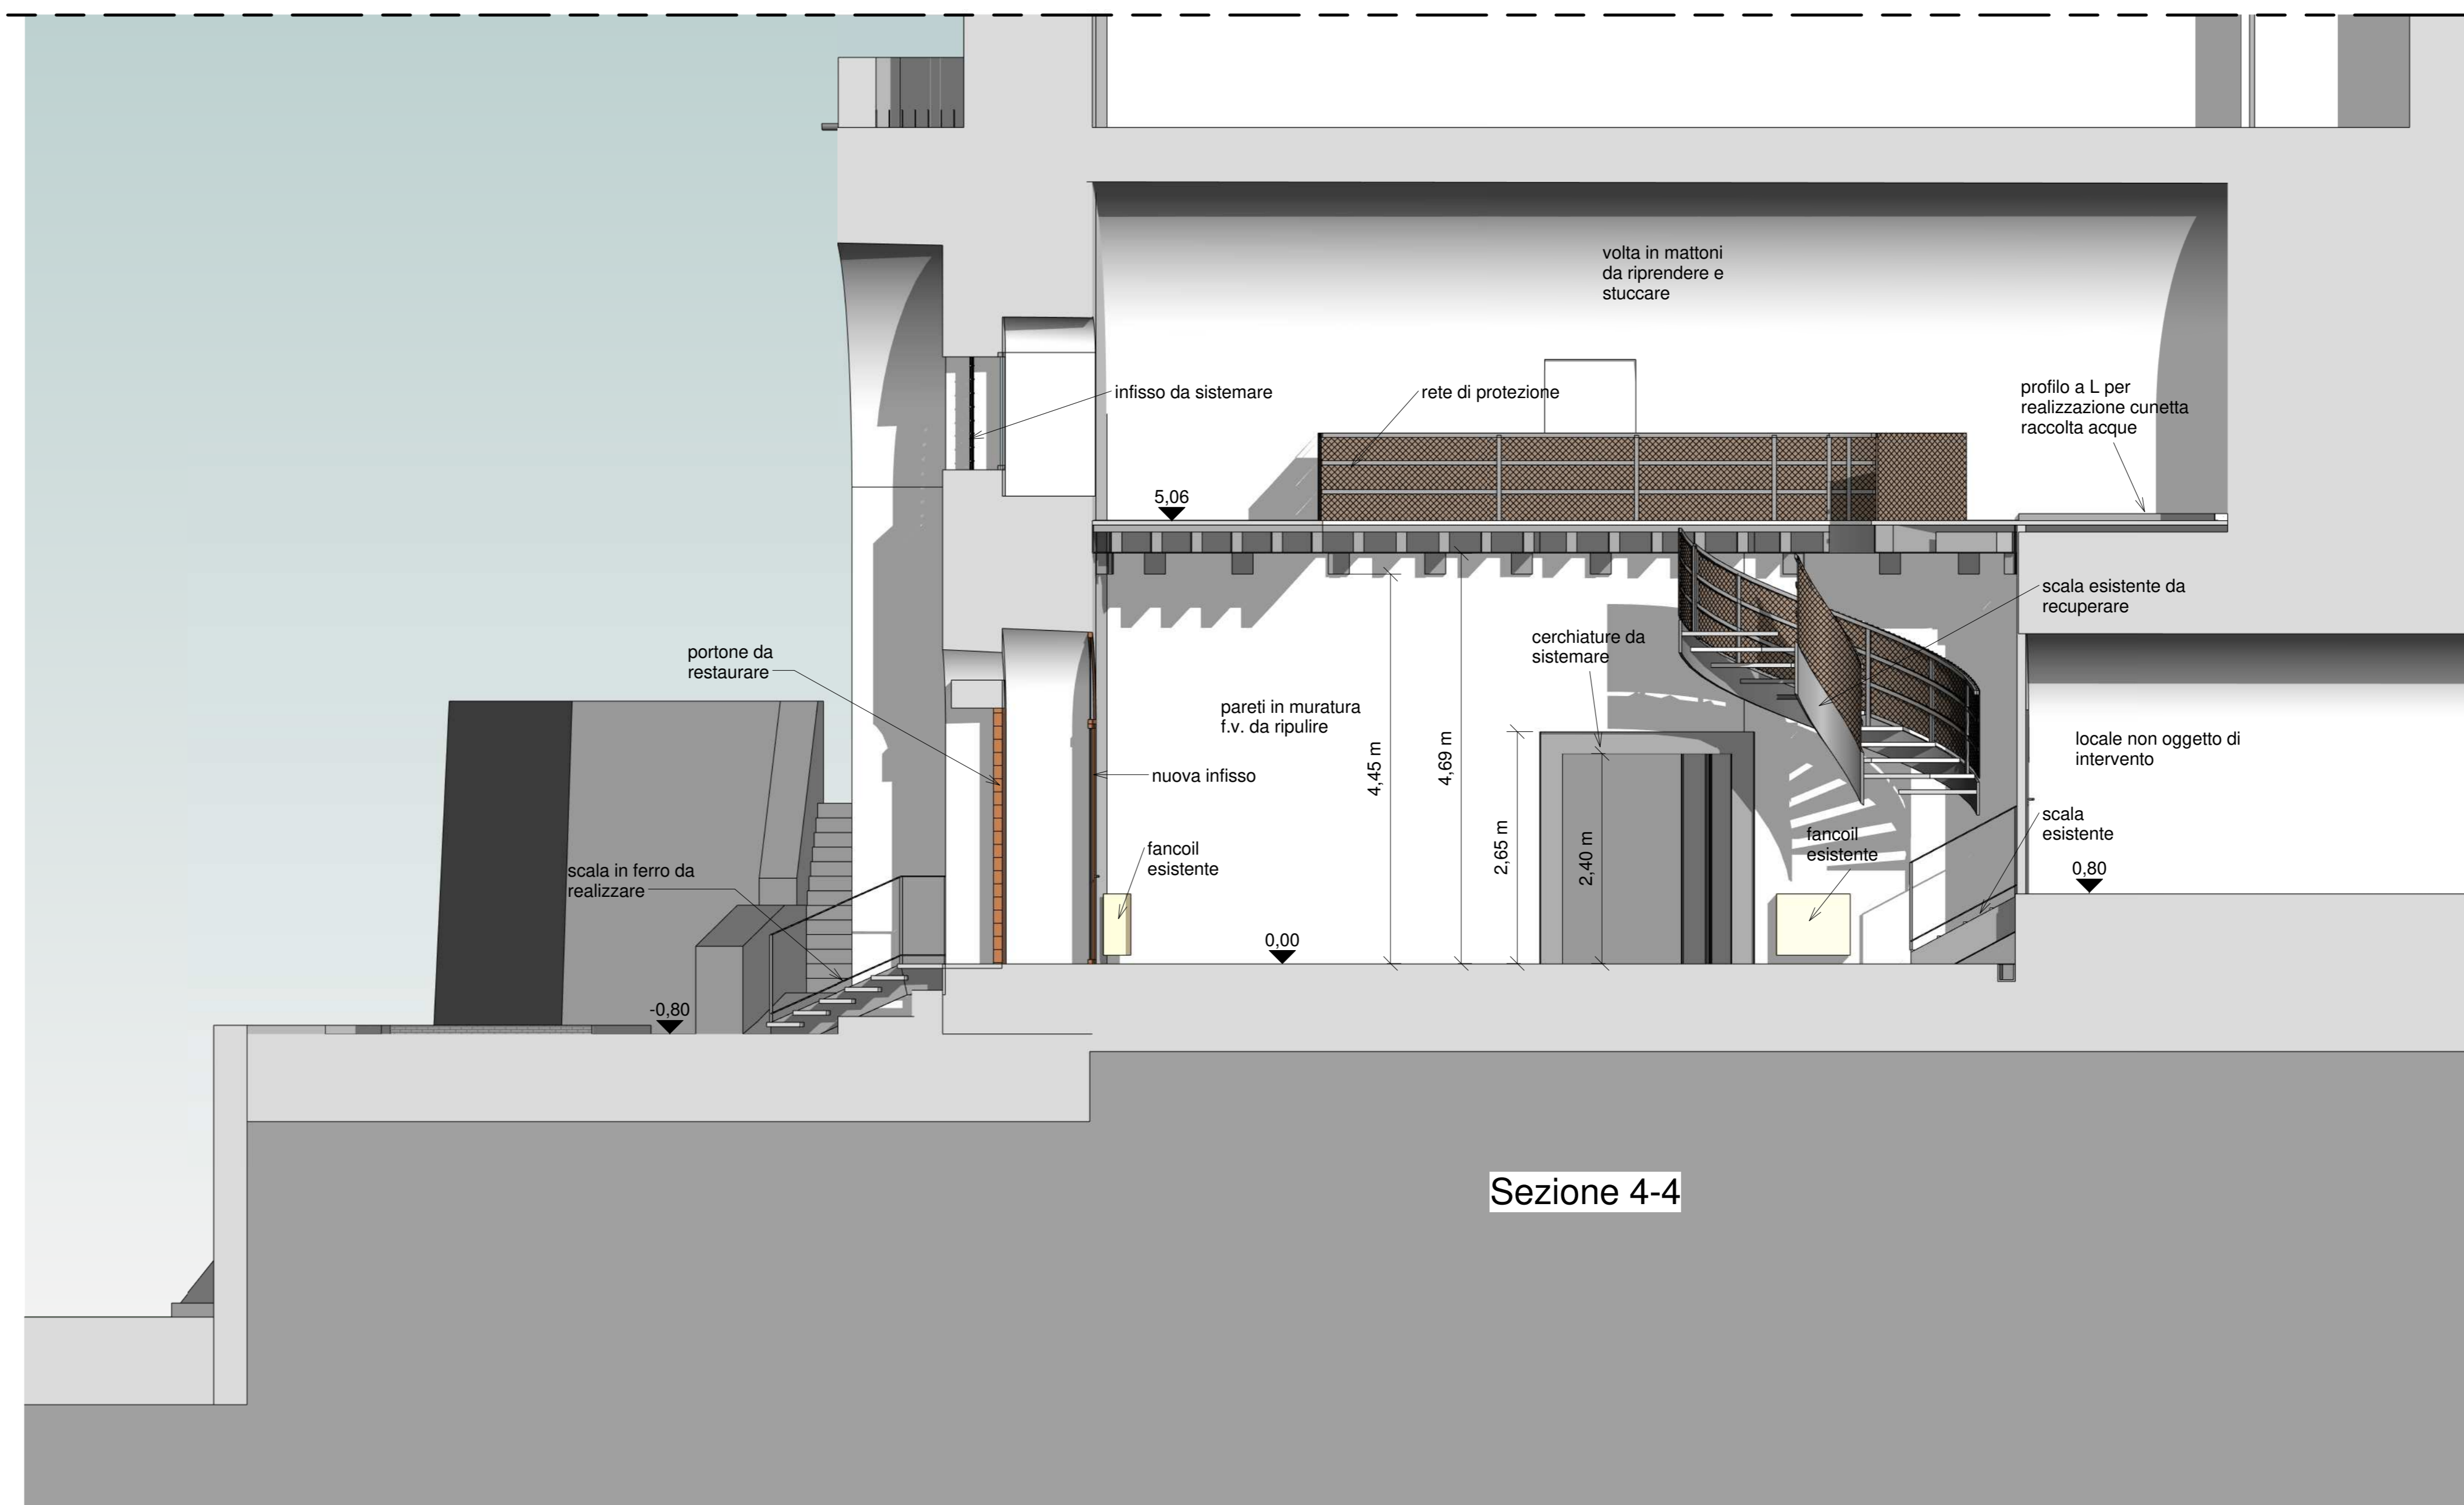 volta in mattoni
da riprendere e
stuccare
infisso da sistemare
rete di protezione
profilo a L per
realizzazione cunetta
raccolta acque
5,06
scala esistente da
recuperare
cerchiature da
sistemare
portone da
restaurare
pareti in muratura
f.v. da ripulire
4,45 m
4,69 m
locale non oggetto di
intervento
nuova infisso
2,65 m
2,40 m
scala
esistente
fancoil
esistente
fancoil
esistente
scala in ferro da
realizzare
0,80
0,00
-0,80
Sezione 4-4